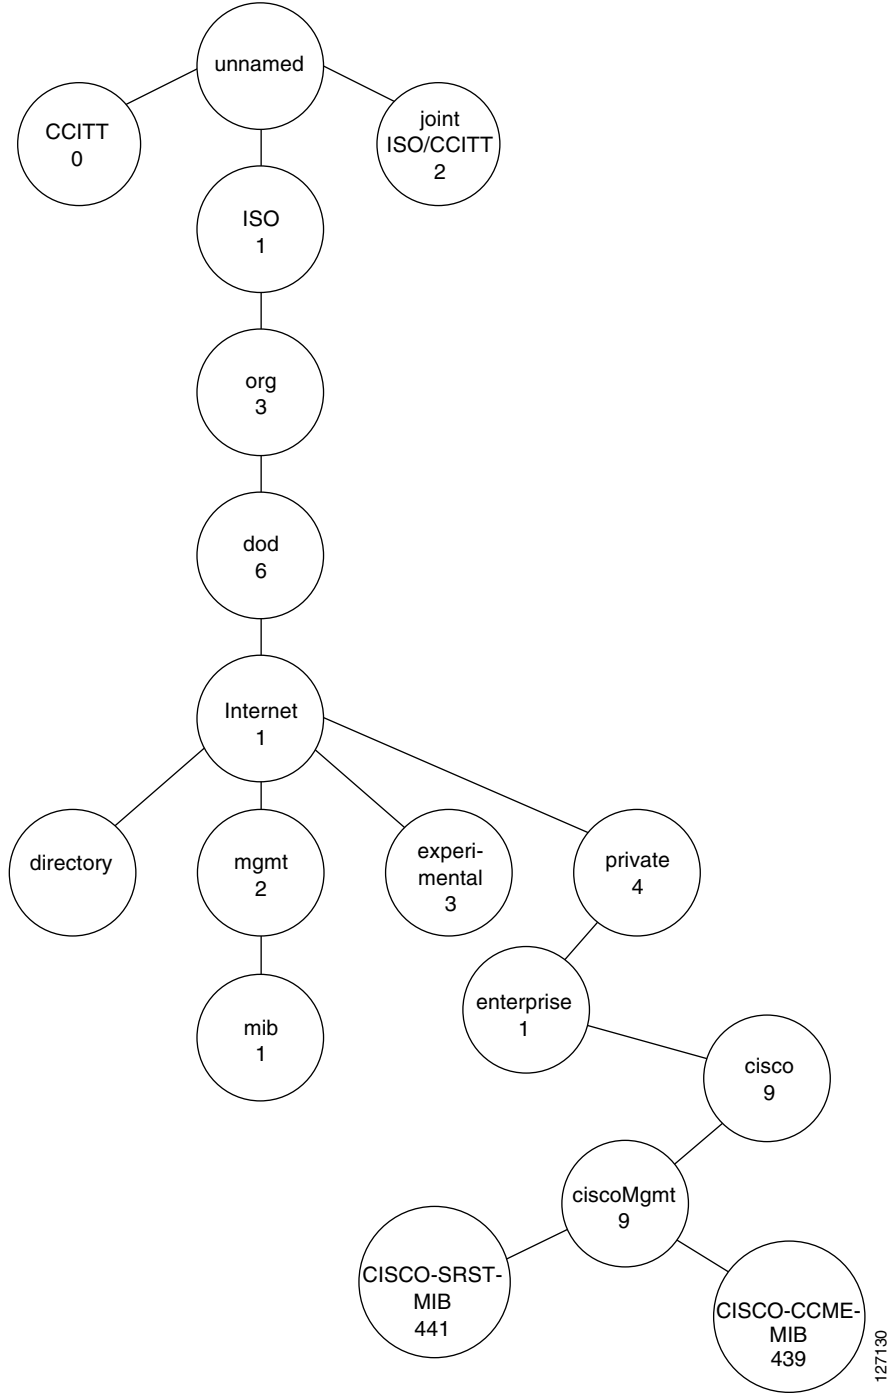 unnamed
CCITT
0
joint
ISO/CCITT
2
ISO
1
org
3
dod
6
Internet
1
directory
mgmt
2
experi-
mental
3
private
4
mib
1
enterprise
1
cisco
9
ciscoMgmt
9
CISCO-SRST-
MIB
441
CISCO-CCME-
MIB
439
127130